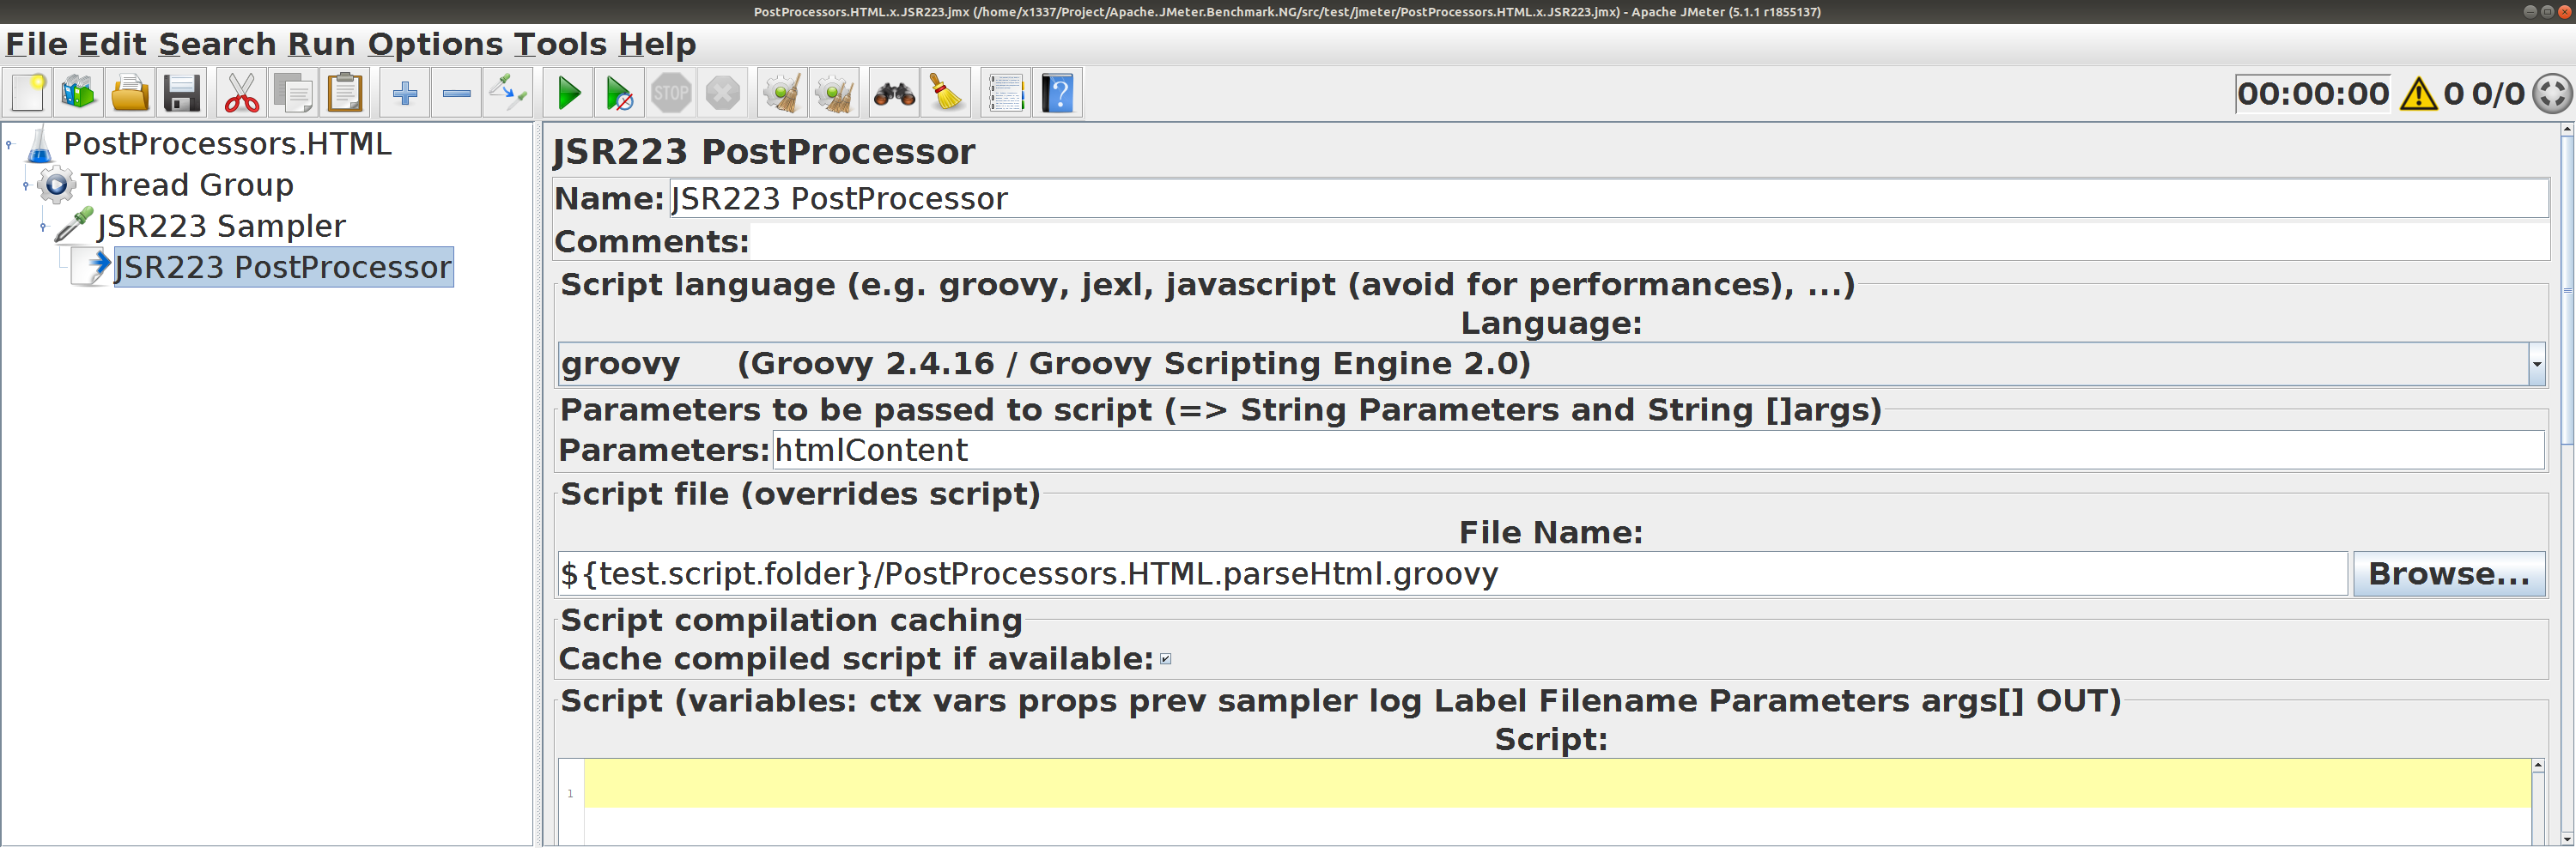 PostProcessors.HTML.x.JSR223.jmx (/home/x1337/Project/Apache.JMeter.Benchmark.NG/src/test/jmeter/PostProcessors.HTML.x.JSR223.jmx) - Apache JMeter (5.1.1 r1855137)
File Edit Search Run Options Tools Help
STOP
?
00:00:00 0 0/0
PostProcessors.HTML
Thread Group
JSR223 Sampler
JSR223 PostProcessor
JSR223 PostProcessor
Name: JSR223 PostProcessor
Comments:
Script language (e.g. groovy, jexl, javascript (avoid for performances), ...)
Language:
groovy (Groovy 2.4.16 / Groovy Scripting Engine 2.0)
Parameters to be passed to script (=> String Parameters and String []args)
Parameters: htmlContent
Script file (overrides script)
File Name:
${test.script.folder}/PostProcessors.HTML.parseHtml.groovy Browse...
Script compilation caching
Cache compiled script if available:
Script (variables: ctx vars props prev sampler log Label Filename Parameters args[] OUT)
Script:
1